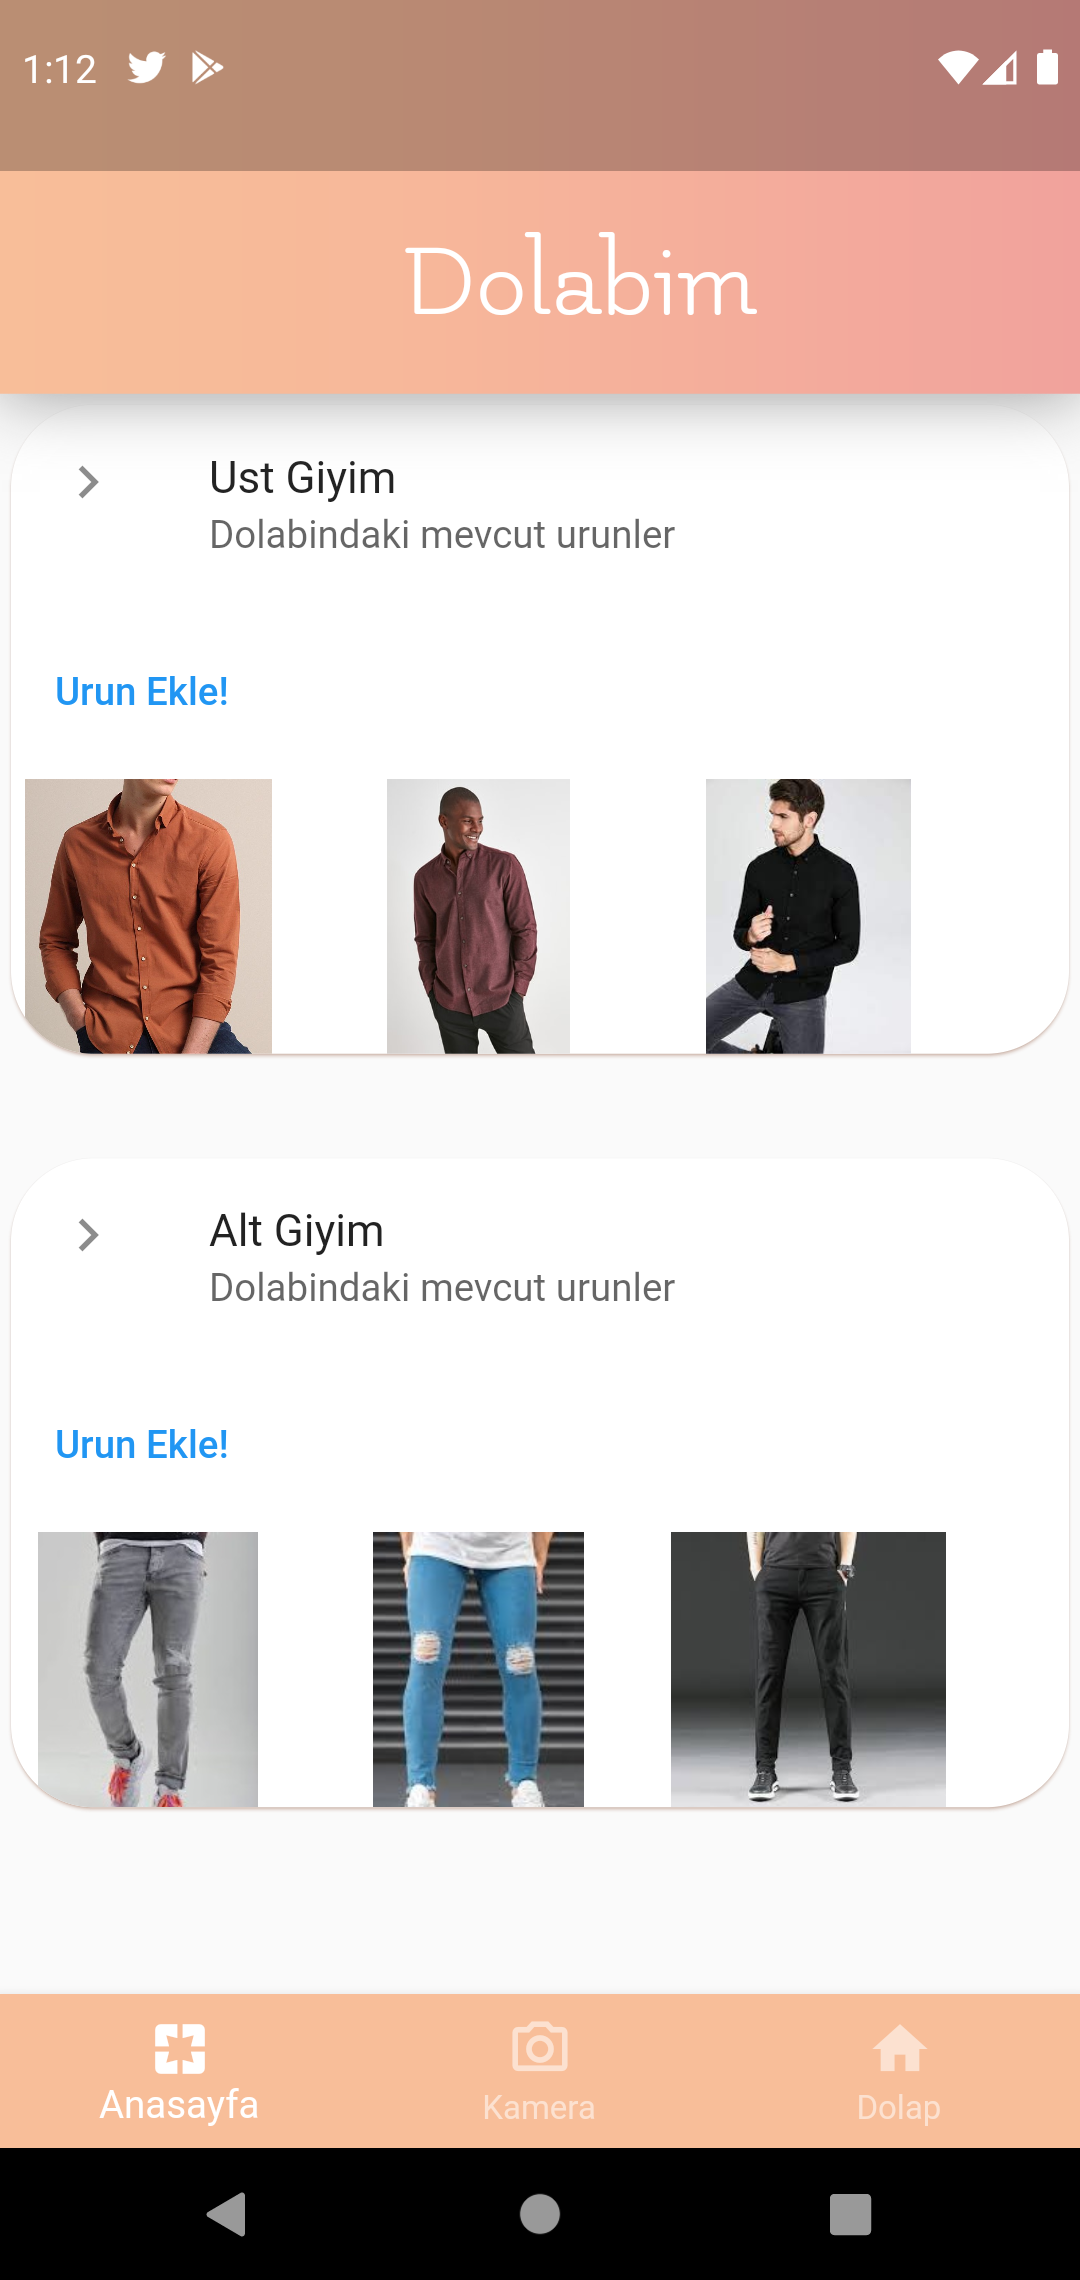 1:12
Dolabim
Ust Giyim
Dolabindaki mevcut urunler
Urun Ekle!
Alt Giyim
Dolabindaki mevcut urunler
Urun Ekle!
Anasayfa
Kamera
Dolap